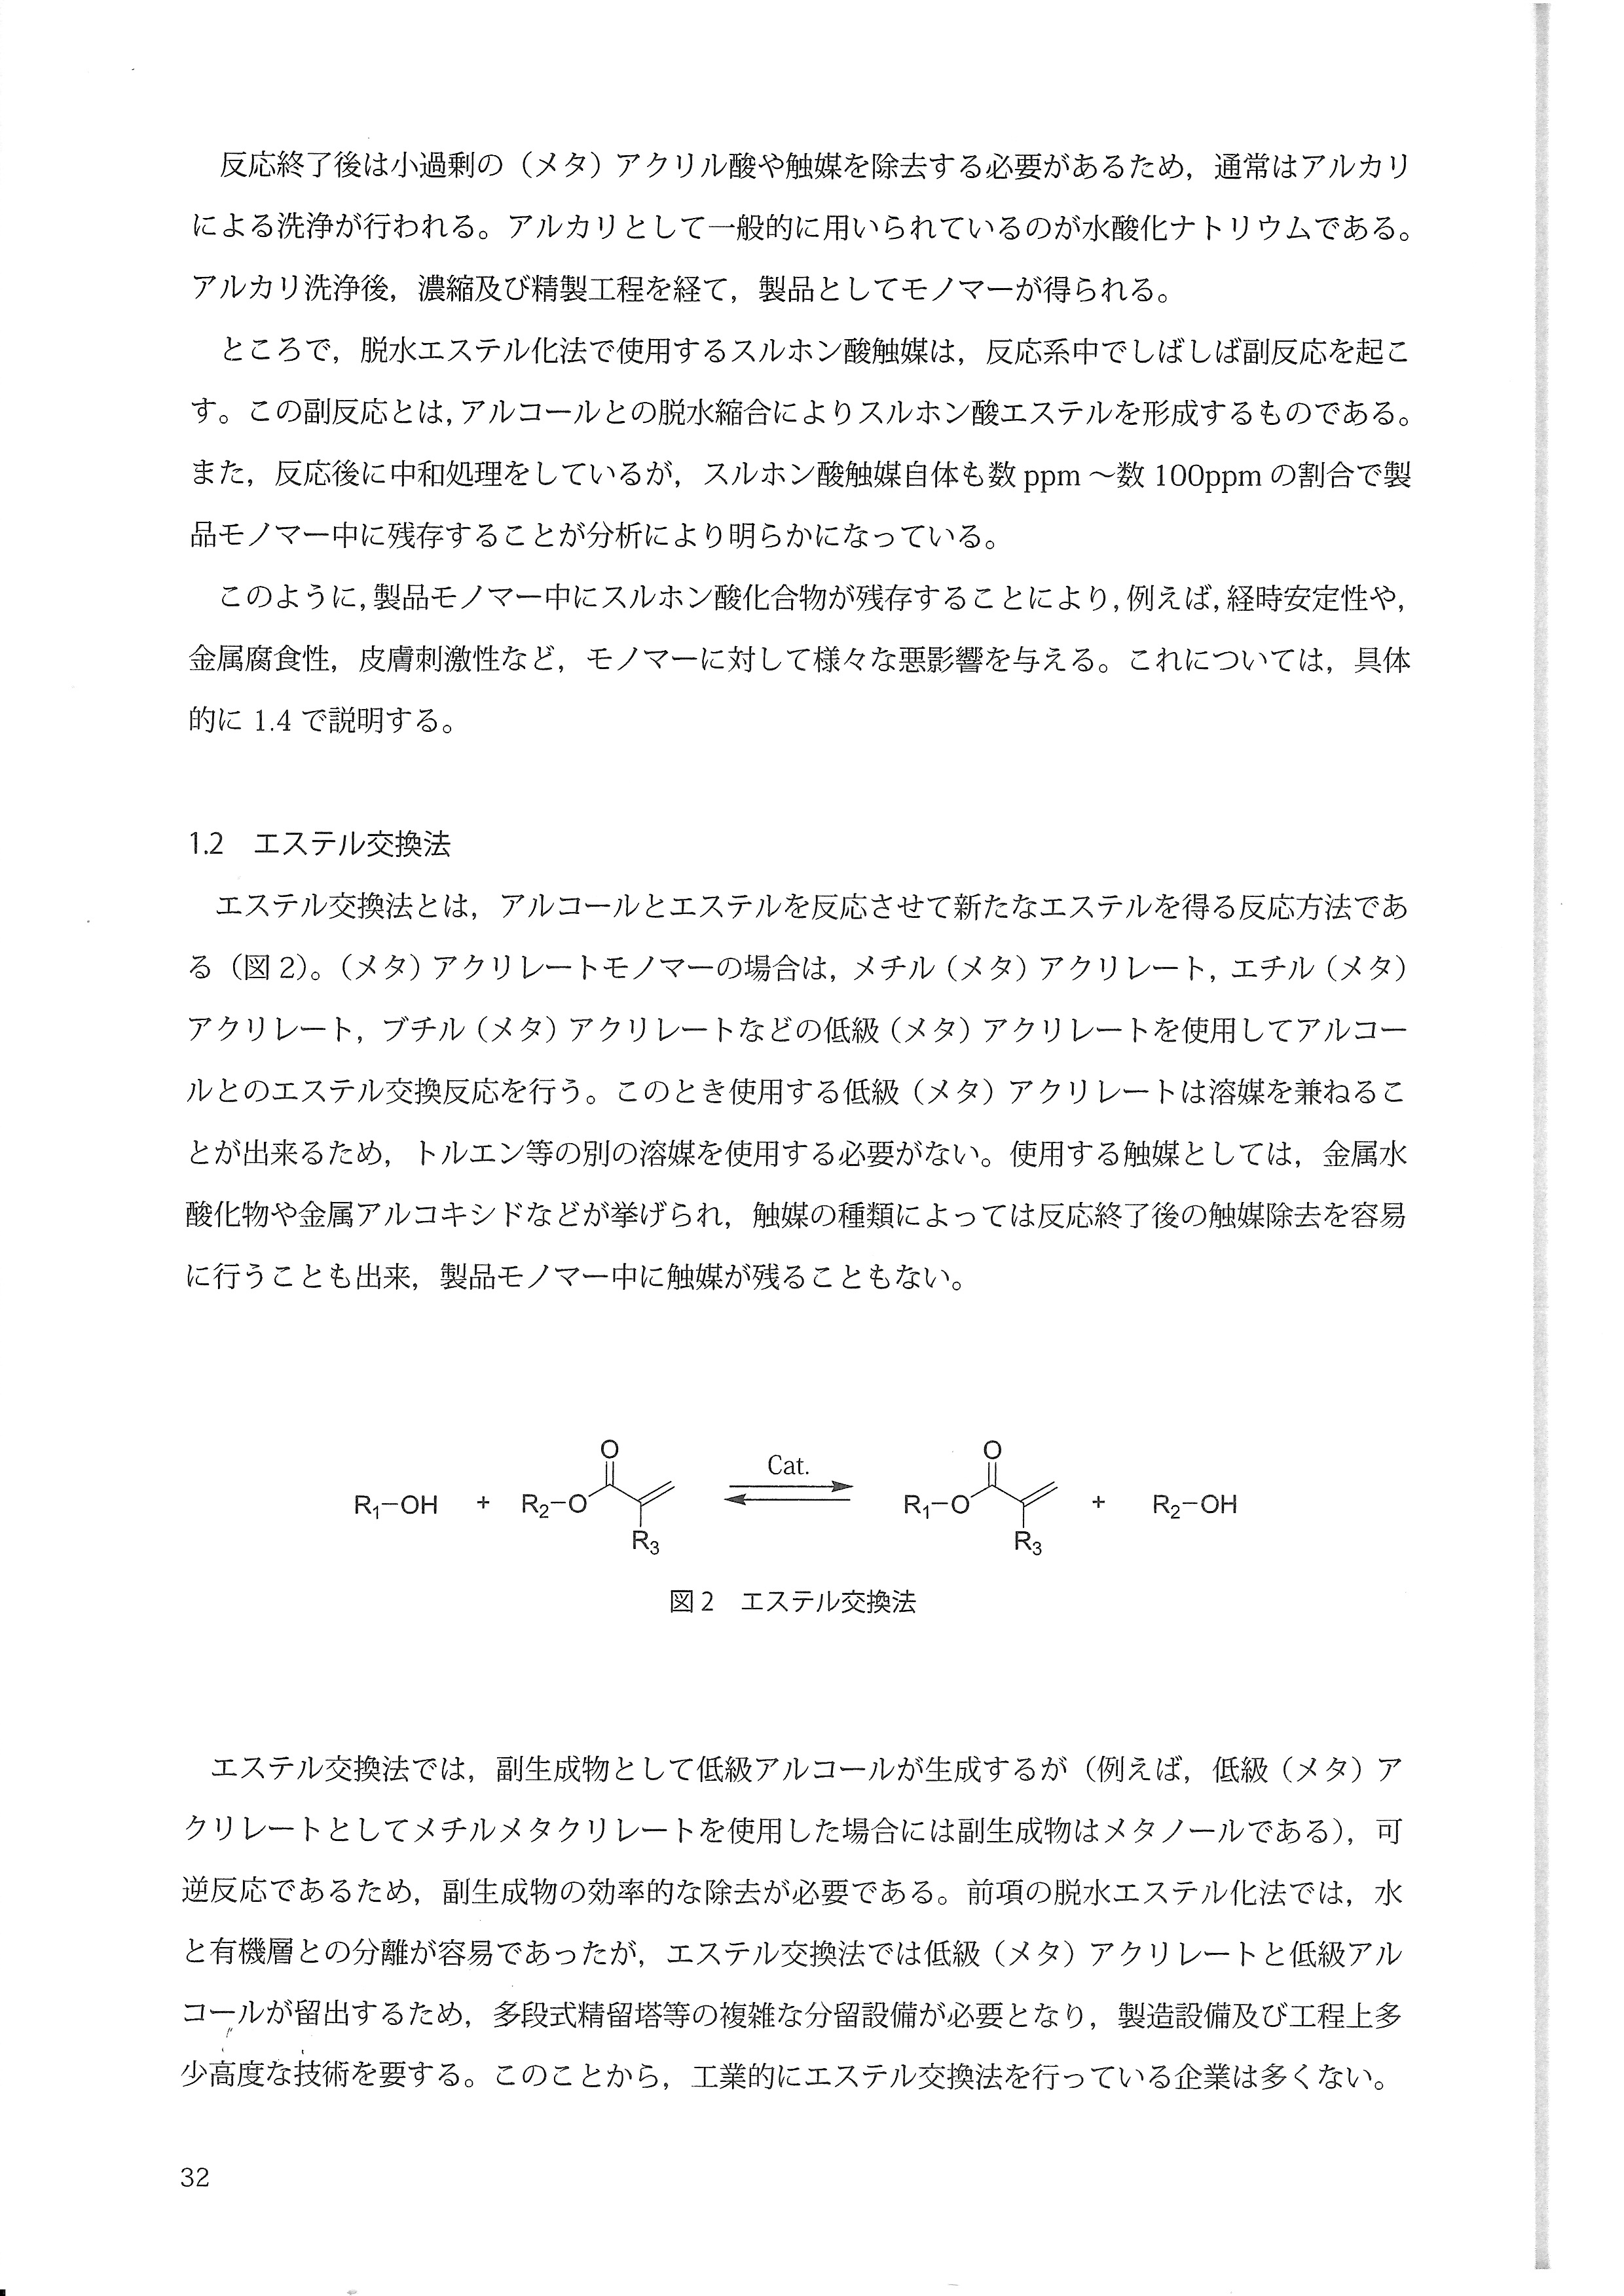 反応終了後は小過剰の（メタ）アクリル酸や触媒を除去する必要があるため，通常はアルカリ
による洗浄が行われる。アルカリとして一般的に用いられているのが水酸化ナトリウムである。
アルカリ洗浄後，濃縮及び精製工程を経て，製品としてモノマーが得られる。
ところで，脱水エステル化法で使用するスルホン酸触媒は，反応系中でしばしば副反応を起こ
す。この副反応とは，アルコールとの脱水縮合によりスルホン酸エステルを形成するものである。
また，反応後に中和処理をしているが，スルホン酸触媒自体も数 ppm ～数 100ppm の割合で製
品モノマー中に残存することが分析により明らかになっている。
このように，製品モノマー中にスルホン酸化合物が残存することにより，例えば，経時安定性や，
金属腐食性，皮膚刺激性など，モノマーに対して様々な悪影響を与える。これについては，具体
的に 1.4 で説明する。
1.2　エステル交換法
エステル交換法とは，アルコールとエステルを反応させて新たなエステルを得る反応方法であ
る（図 2）。（メタ）アクリレートモノマーの場合は，メチル（メタ）アクリレート，エチル（メタ）
アクリレート，ブチル（メタ）アクリレートなどの低級（メタ）アクリレートを使用してアルコー
ルとのエステル交換反応を行う。このとき使用する低級（メタ）アクリレートは溶媒を兼ねるこ
とが出来るため，トルエン等の別の溶媒を使用する必要がない。使用する触媒としては，金属水
酸化物や金属アルコキシドなどが挙げられ，触媒の種類によっては反応終了後の触媒除去を容易
に行うことも出来，製品モノマー中に触媒が残ることもない。
O Cat. O
R₁−OH + R₂−O R₁−O + R₂−OH
R₃ R₃
図 2　エステル交換法
エステル交換法では，副生成物として低級アルコールが生成するが（例えば，低級（メタ）ア
クリレートとしてメチルメタクリレートを使用した場合には副生成物はメタノールである），可
逆反応であるため，副生成物の効率的な除去が必要である。前項の脱水エステル化法では，水
と有機層との分離が容易であったが，エステル交換法では低級（メタ）アクリレートと低級アル
コールが留出するため，多段式精留塔等の複雑な分留設備が必要となり，製造設備及び工程上多
少高度な技術を要する。このことから，工業的にエステル交換法を行っている企業は多くない。
32